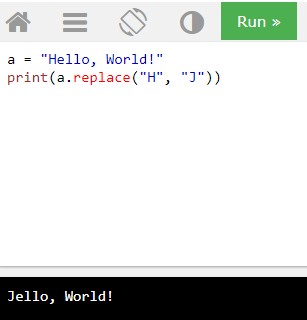 Run »
a = "Hello, World!"
print(a.replace("H", "J"))
Jello, World!